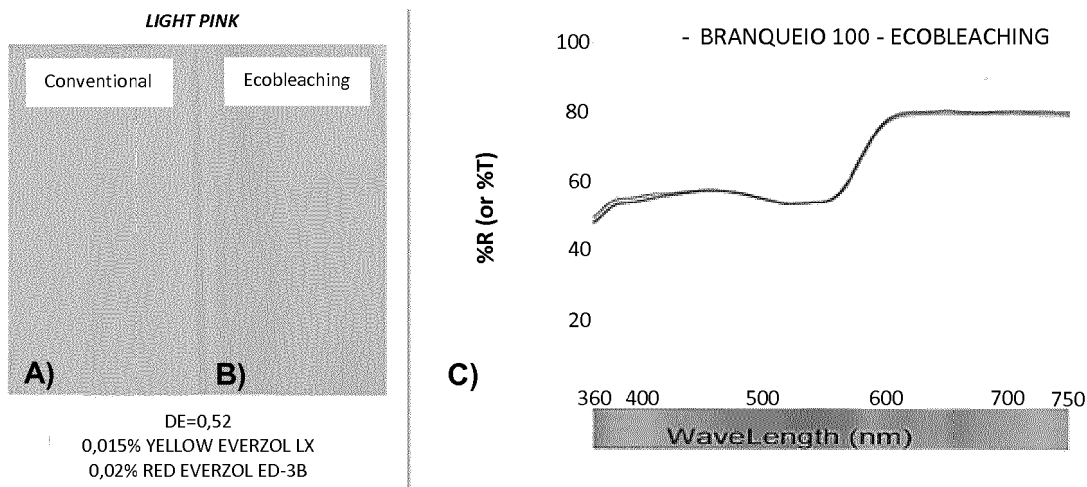 LIGHT PINK
Conventional
Ecobleaching
A)
B)
DE=0,52
0,015% YELLOW EVERZOL LX
0,02% RED EVERZOL ED-3B
- BRANQUEIO 100 - ECOBLEACHING
%R (or %T)
100
80
60
40
20
C)
360 400 500 600 700 750
WaveLength (nm)